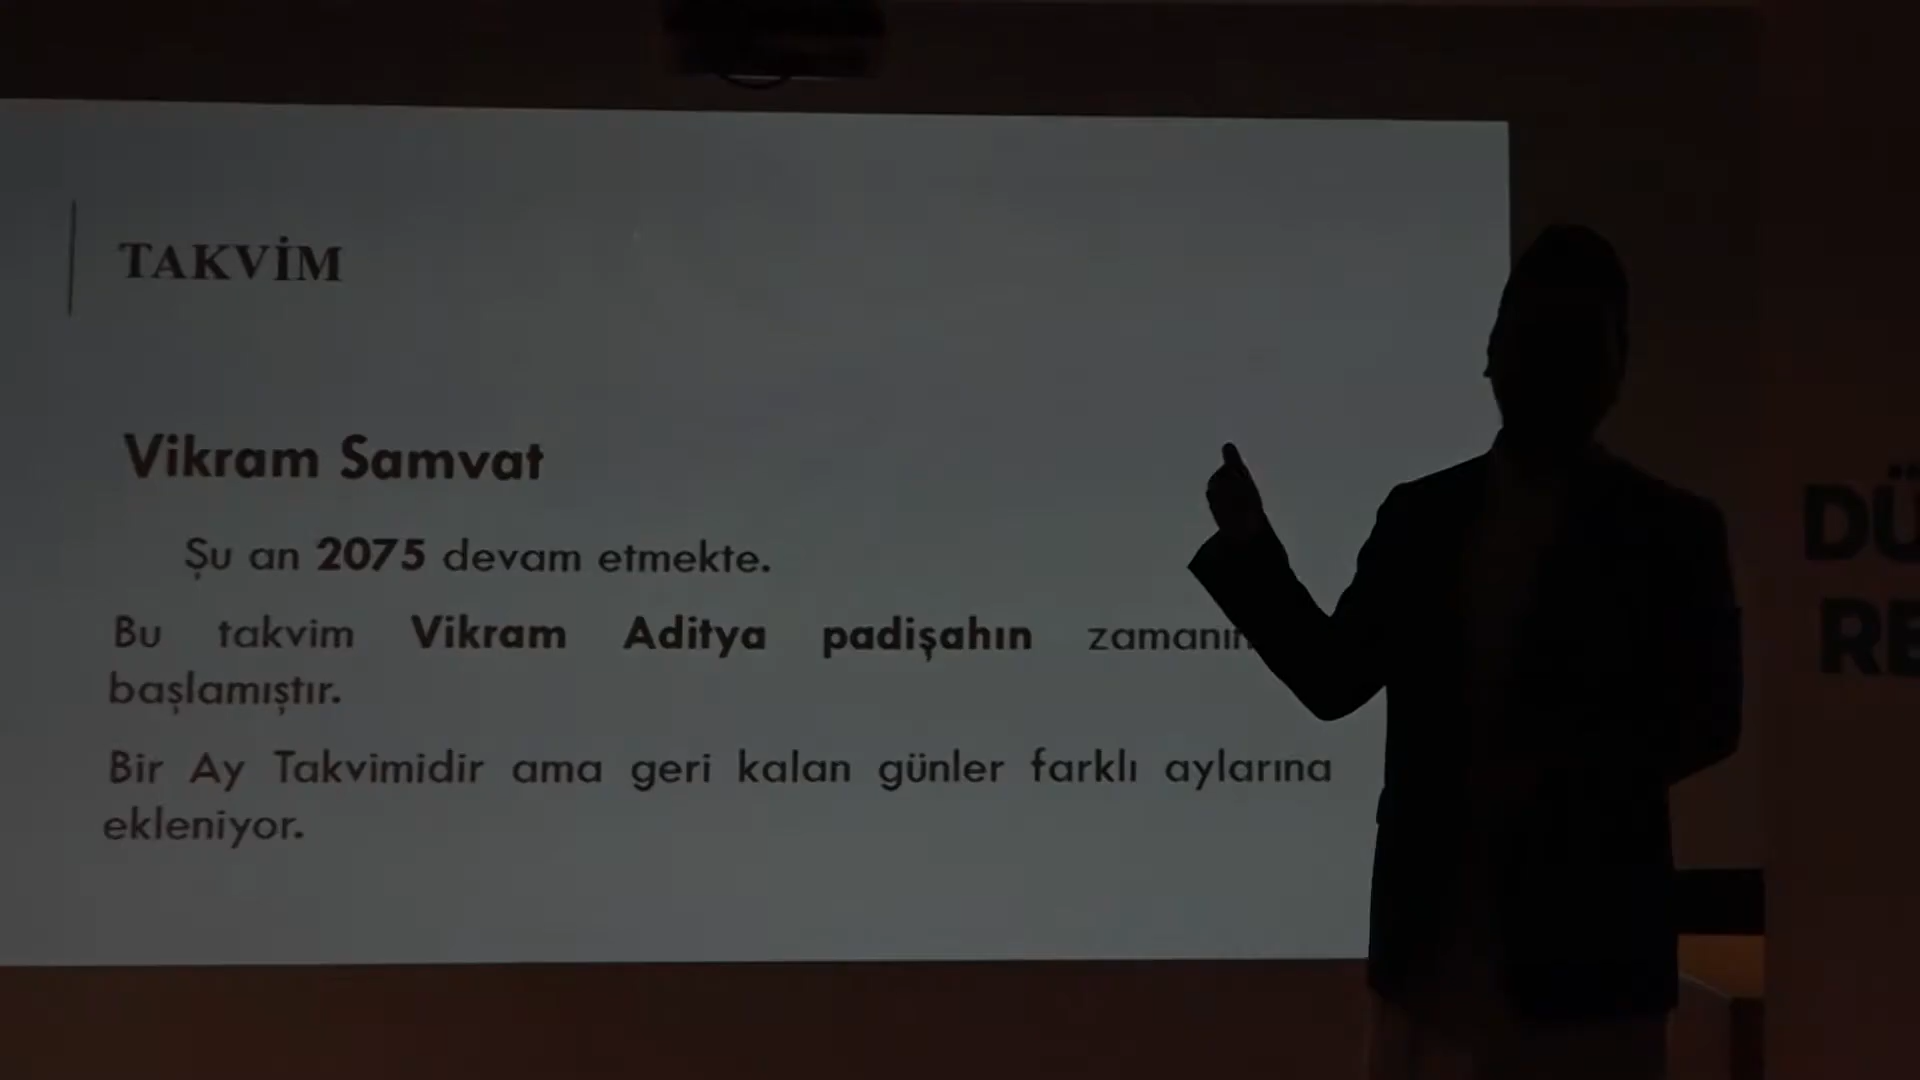 TAKVİM
Vikram Samvat
Şu an 2075 devam etmekte.
Bu takvim Vikram Aditya padişahın
başlamıştır.
Bir Ay Takvimidir ama geri kalan günler farklı aylarına
ekleniyor.